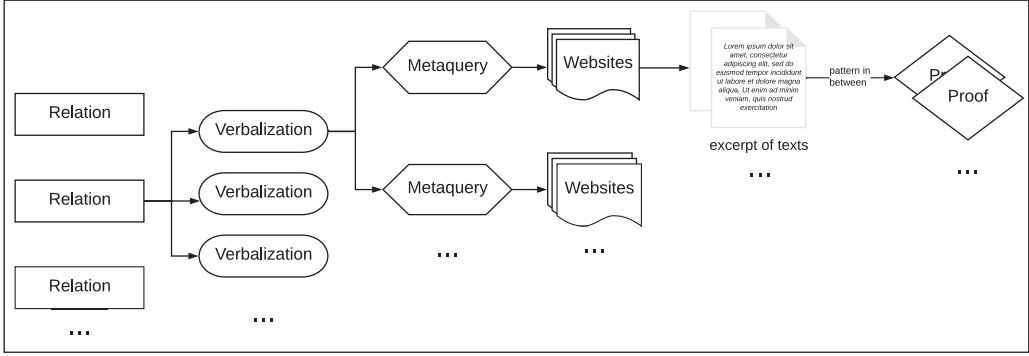 Relation
Relation
Relation
...
Verbalization
Verbalization
Verbalization
...
Metaquery
Metaquery
...
Websites
Websites
...
Lorem ipsum dolor sit
amet, consectetur
adipiscing elit, sed do
eiusmod tempor incididunt
ut labore et dolore magna
aliqua. Ut enim ad minim
veniam, quis nostrud
exercitation
excerpt of texts
...
pattern in
between
Proof
...